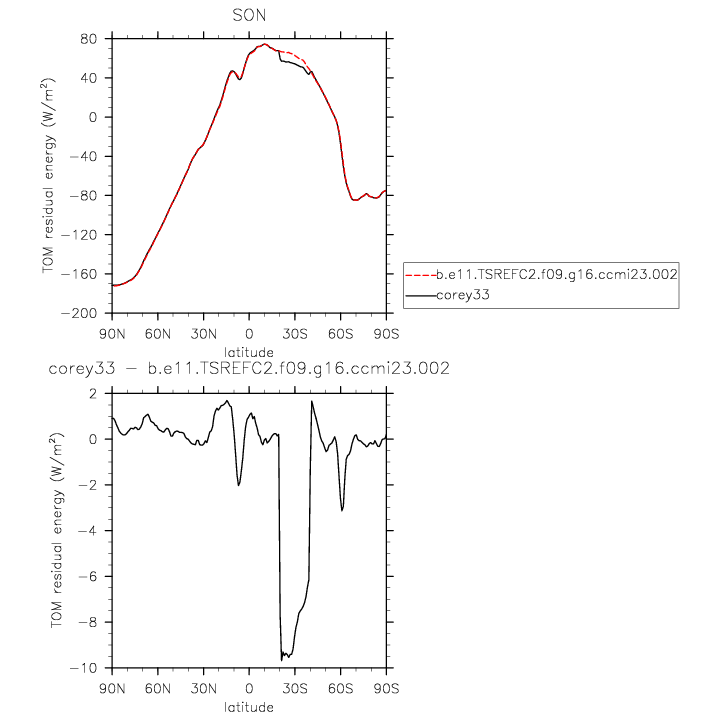 SON
TOM residual energy (W/m²)
80
40
0
−40
−80
−120
−160
−200
90N 60N 30N 0 30S 60S 90S
latitude
b.e11.TSREFC2.f09.g16.ccmi23.002
corey33
corey33 − b.e11.TSREFC2.f09.g16.ccmi23.002
TOM residual energy (W/m²)
2
0
−2
−4
−6
−8
−10
90N 60N 30N 0 30S 60S 90S
latitude